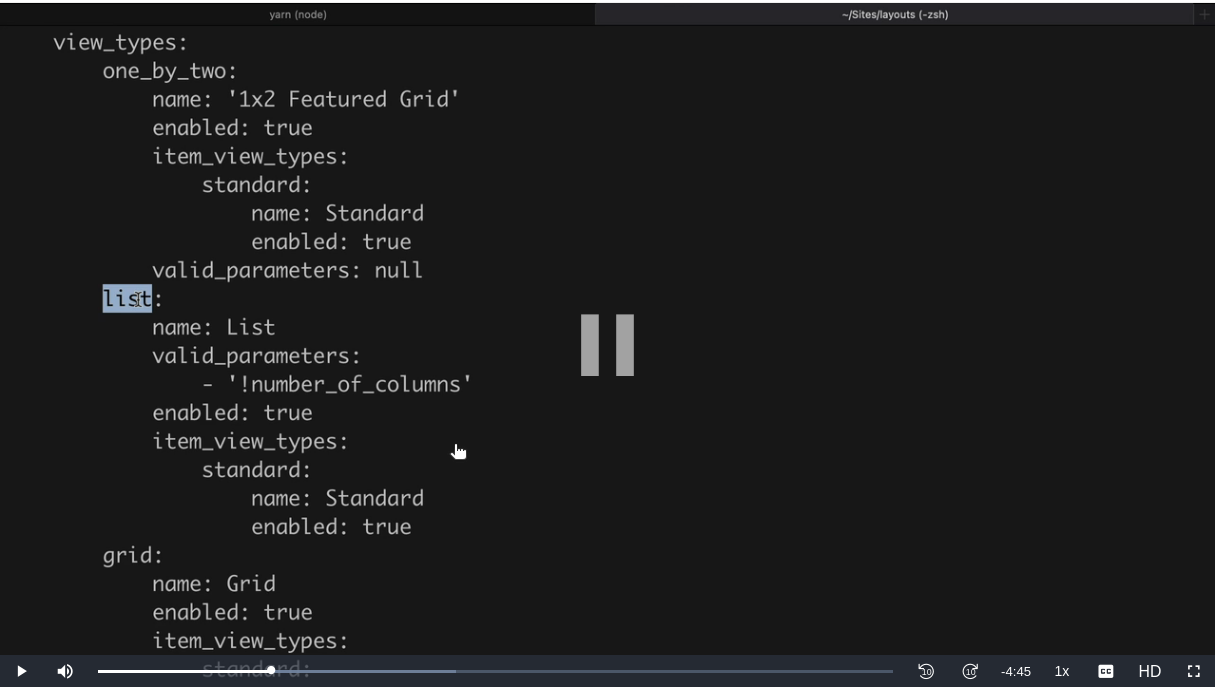 yarn (node)
~/Sites/layouts (-zsh)
view_types:
one_by_two:
name: '1x2 Featured Grid'
enabled: true
item_view_types:
standard:
name: Standard
enabled: true
valid_parameters: null
list:
name: List
valid_parameters:
- '!number_of_columns'
enabled: true
item_view_types:
standard:
name: Standard
enabled: true
grid:
name: Grid
enabled: true
item_view_types:
standard:
10
10
-4:45
1x
CC
HD